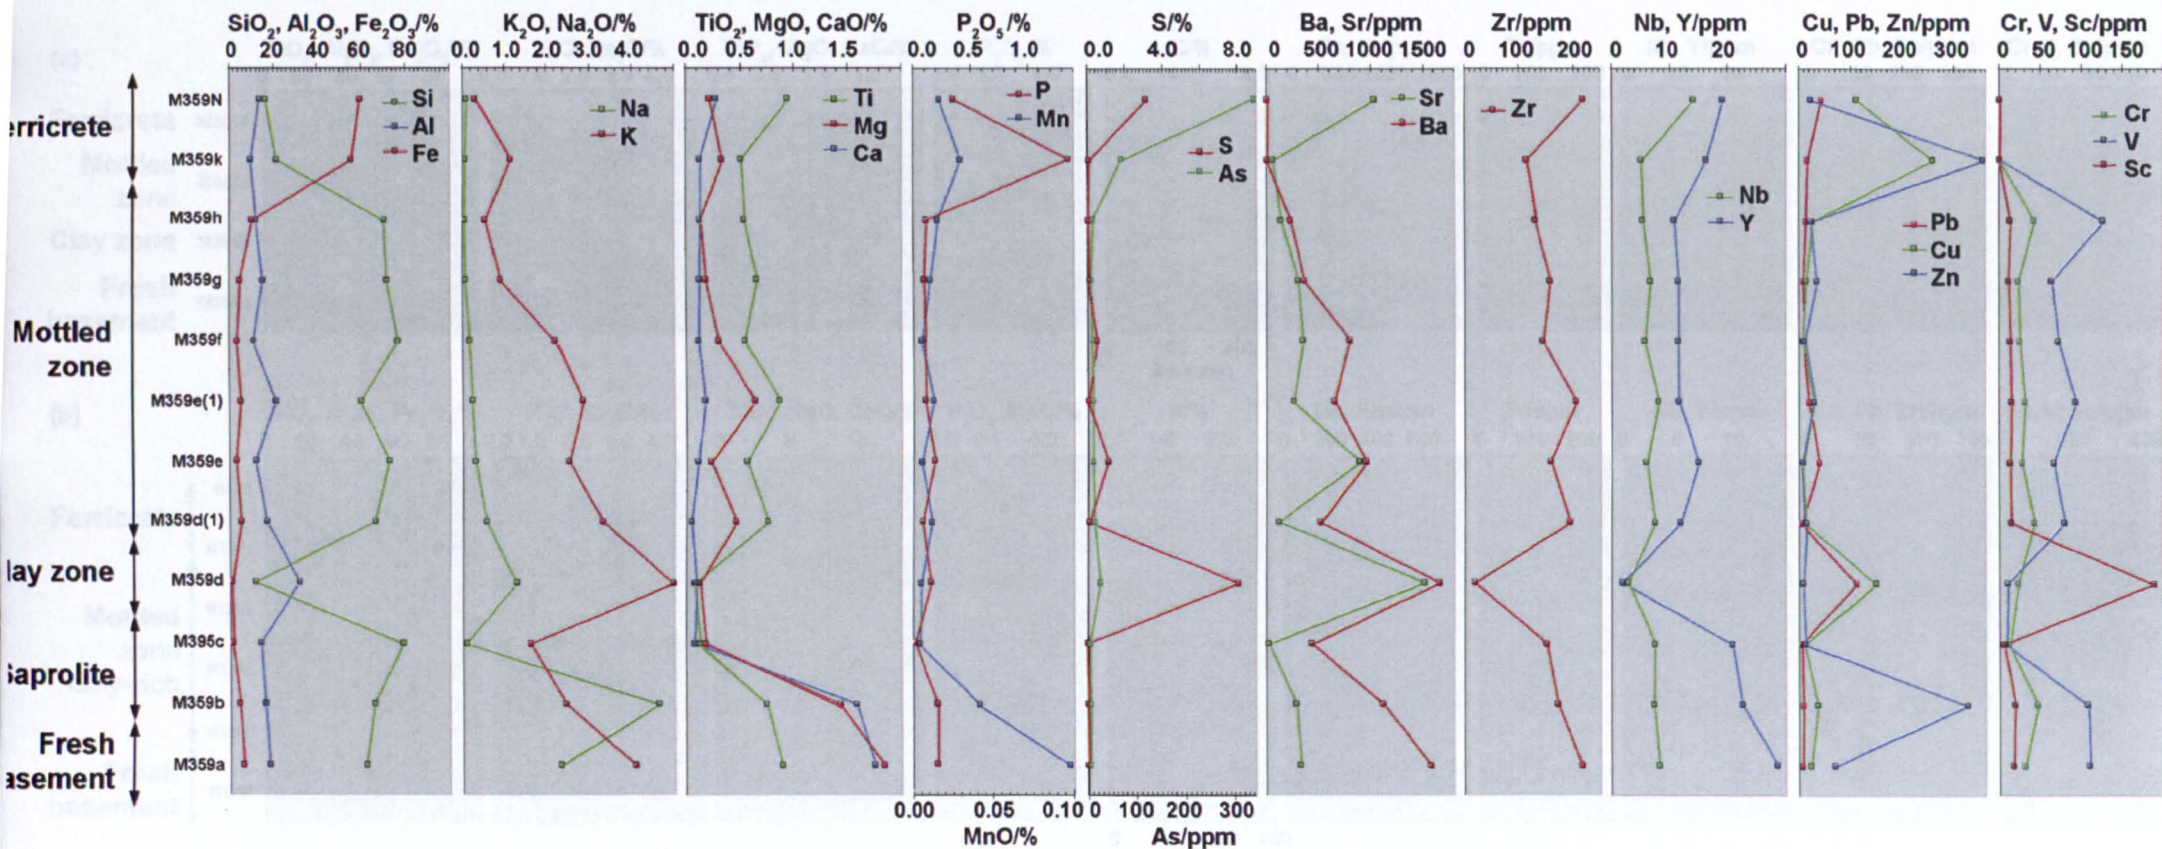 SiO2, Al2O3, Fe2O3/% K2O, Na2O/% TiO2, MgO, CaO/% P2O5/% S/% Ba, Sr/ppm Zr/ppm Nb, Y/ppm Cu, Pb, Zn/ppm Cr, V, Sc/ppm
0 40 80 0.0 1.0 2.0 3.0 4.0 0.0 0.5 1.0 1.5 0.0 0.5 1.0 0.0 4.0 8.0 0 500 1000 1500 0 100 200 0 10 20 0 100 200 300 0 50 100 150
erricrete
Mottled
zone
lay zone
Saprolite
Fresh
asement
M359N
M359k
M359h
M359g
M359f
M359e(1)
M359e
M359d(1)
M359d
M395c
M359b
M359a
Si
Al
Fe
Na
K
Ti
Mg
Ca
P
Mn
S
As
Sr
Ba
Zr
Nb
Y
Pb
Cu
Zn
Cr
V
Sc
0.00 0.05 0.10
MnO/%
0 100 200 300
As/ppm